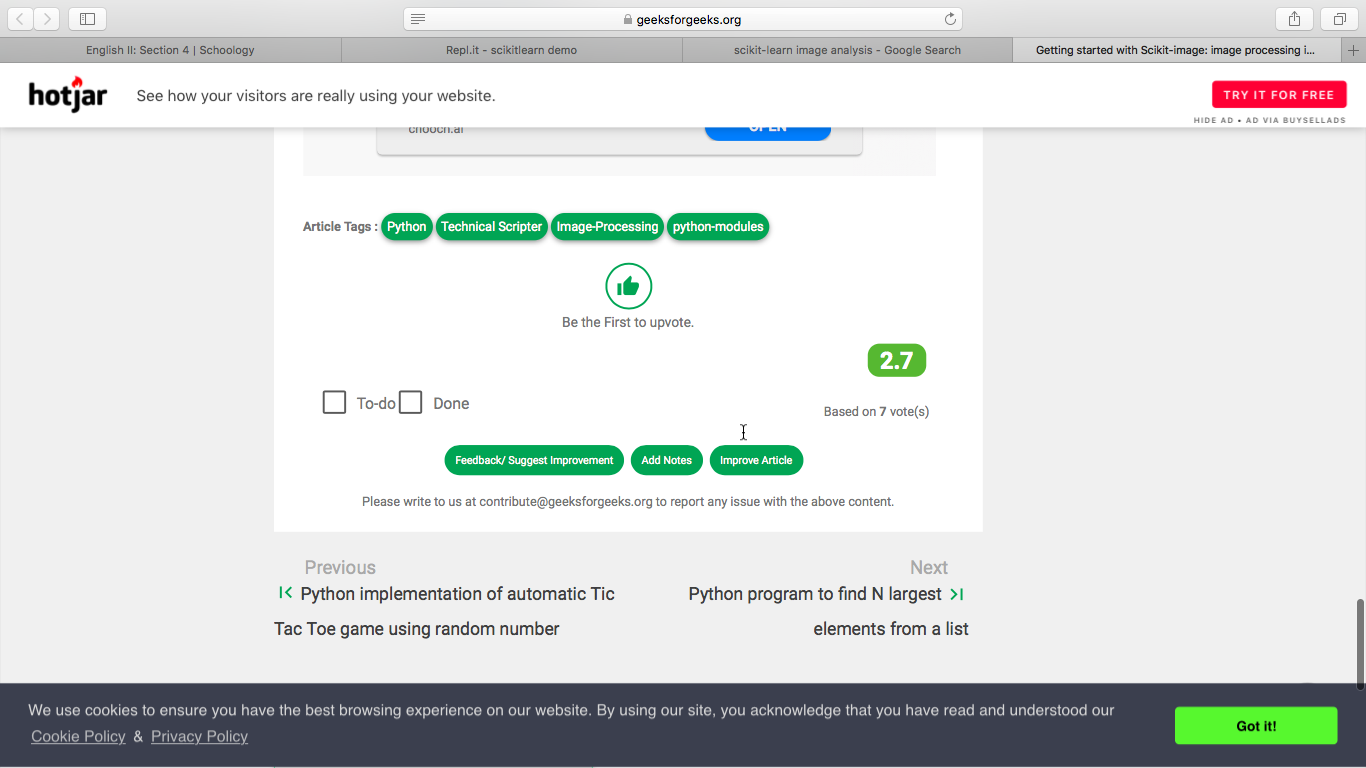 geeksforgeeks.org
English II: Section 4 | Schoology
Repl.it - scikitlearn demo
scikit-learn image analysis - Google Search
Getting started with Scikit-image: image processing i...
hotjar
See how your visitors are really using your website.
TRY IT FOR FREE
HIDE AD • AD VIA BUYSELLADS
chooch.ai
OPEN
Article Tags : Python Technical Scripter Image-Processing python-modules
Be the First to upvote.
2.7
To-do Done
Based on 7 vote(s)
Feedback/ Suggest Improvement Add Notes Improve Article
Please write to us at contribute@geeksforgeeks.org to report any issue with the above content.
Previous
Python implementation of automatic Tic
Tac Toe game using random number
Next
Python program to find N largest
elements from a list
We use cookies to ensure you have the best browsing experience on our website. By using our site, you acknowledge that you have read and understood our
Cookie Policy & Privacy Policy
Got it!